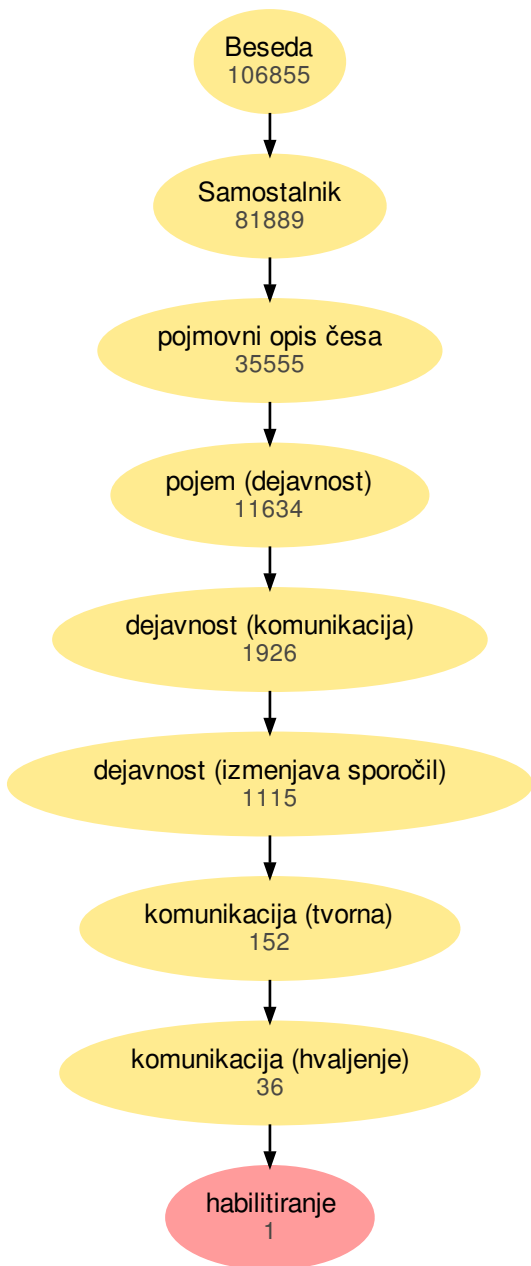 Beseda
106855
Samostalnik
81889
pojmovni opis česa
35555
pojem (dejavnost)
11634
dejavnost (komunikacija)
1926
dejavnost (izmenjava sporočil)
1115
komunikacija (tvorna)
152
komunikacija (hvaljenje)
36
habilitiranje
1